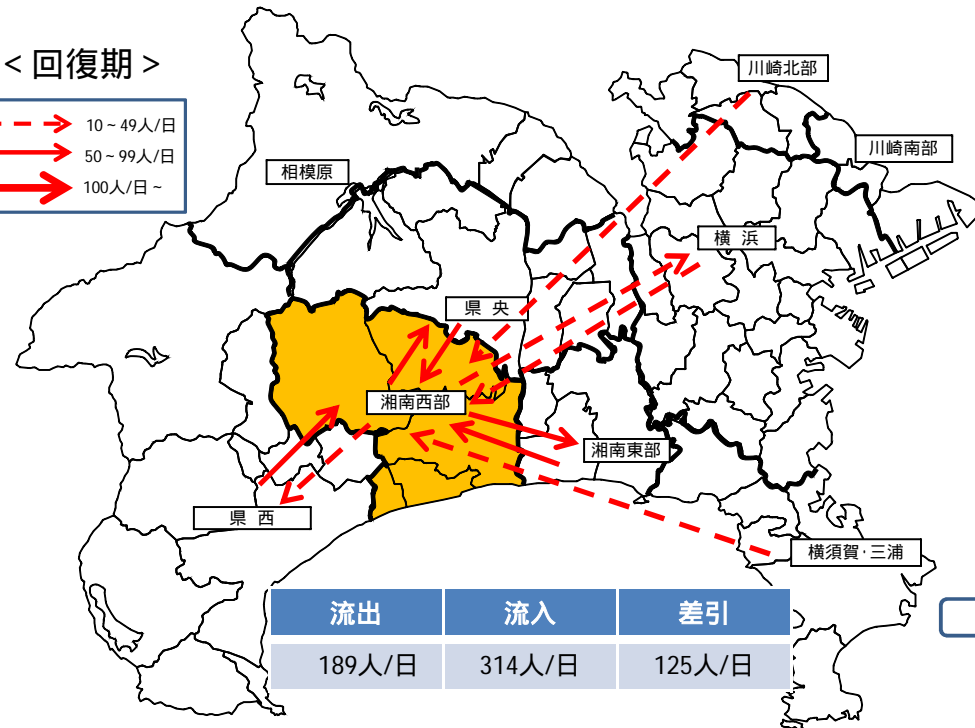 ＜回復期＞
10～49人/日
50～99人/日
100人/日～
川崎北部
川崎南部
相模原
横 浜
県 央
湘南西部
湘南東部
県 西
横須賀・三浦
流出 流入 差引
189人/日 314人/日 125人/日